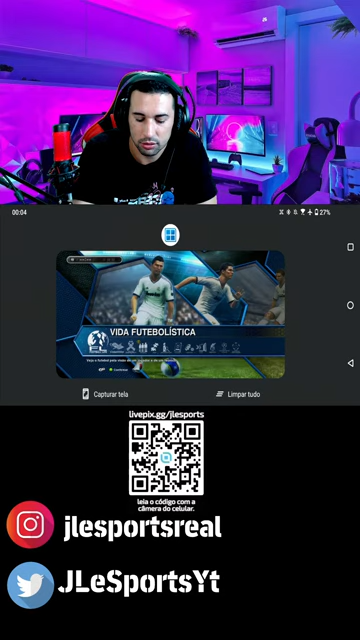 00:04
27%
VIDA FUTEBOLÍSTICA
Capturar tela
Limpar tudo
livepix.gg/jlesports
leia o código com a
câmera do celular.
jlesportsreal
JLeSportsYt